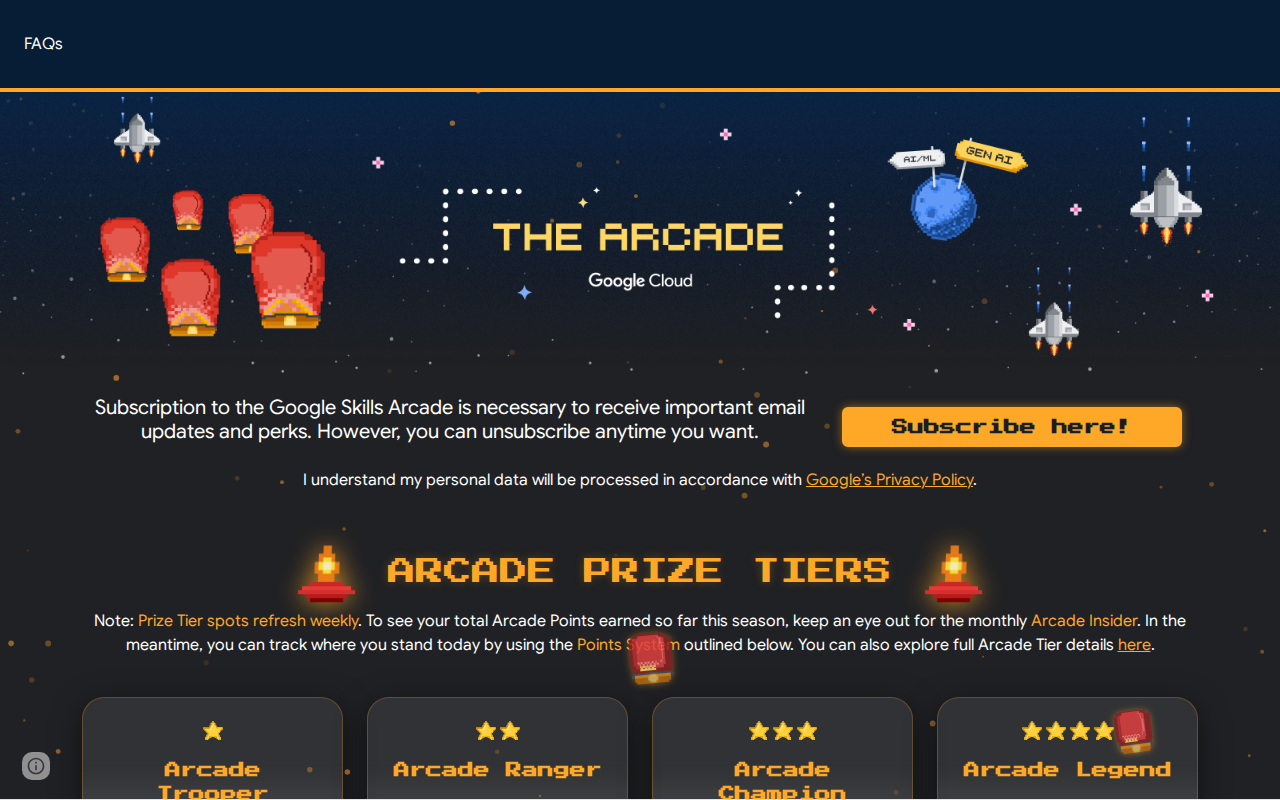 FAQs
AI/ML
GEN AI
THE ARCADE
Google Cloud
Subscription to the Google Skills Arcade is necessary to receive important email
updates and perks. However, you can unsubscribe anytime you want.
Subscribe here!
I understand my personal data will be processed in accordance with Google's Privacy Policy.
ARCADE PRIZE TIERS
Note: Prize Tier spots refresh weekly. To see your total Arcade Points earned so far this season, keep an eye out for the monthly Arcade Insider. In the
meantime, you can track where you stand today by using the Points System outlined below. You can also explore full Arcade Tier details here.
Arcade
Trooper
Arcade Ranger
Arcade
Champion
Arcade Legend